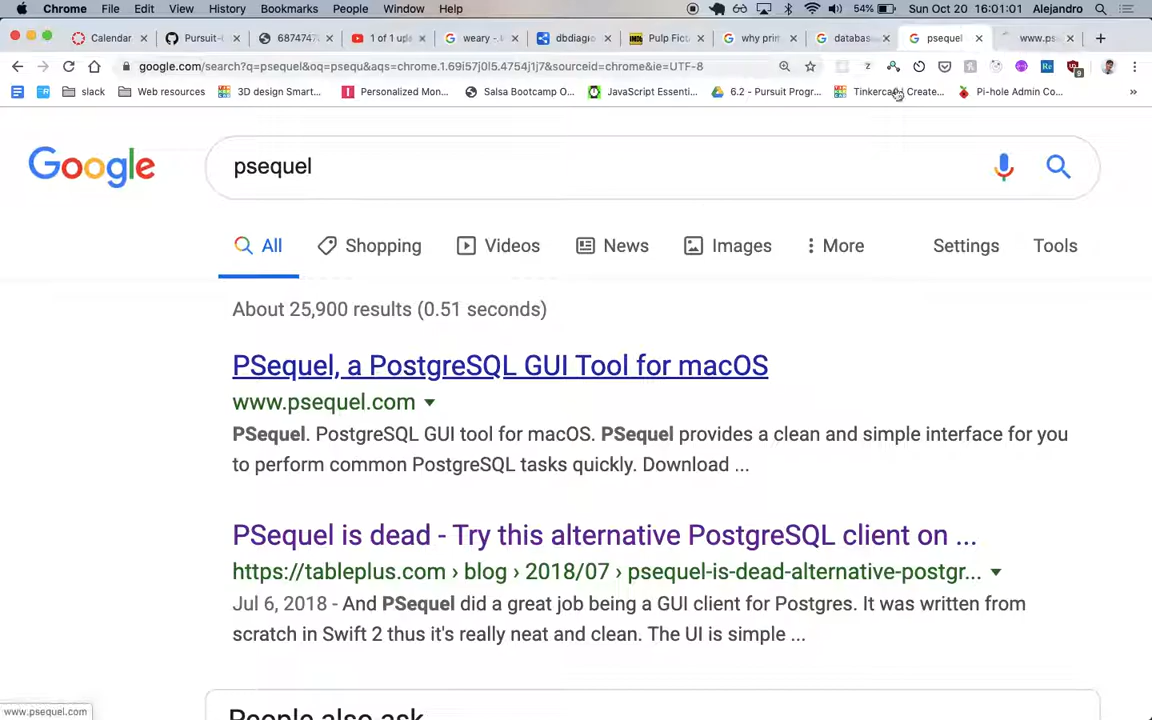 Chrome File Edit View History Bookmarks People Window Help 54% Sun Oct 20 16:01:01 Alejandro
Calendar Pursuit- 6874747 1 of 1 upl weary - dbdiag Pulp Fic why prim databas psequel www.ps
google.com/search?q=psequel&oq=psequ&aqs=chrome.1.69i57j0l5.4754j1j7&sourceid=chrome&ie=UTF-8
slack Web resources 3D design Smart... Personalized Mon... Salsa Bootcamp O... JavaScript Essenti... 6.2 - Pursuit Progr... Tinkercad | Create... Pi-hole Admin Co... »
Google
psequel
All Shopping Videos News Images More Settings Tools
About 25,900 results (0.51 seconds)
PSequel, a PostgreSQL GUI Tool for macOS
www.psequel.com
PSequel. PostgreSQL GUI tool for macOS. PSequel provides a clean and simple interface for you
to perform common PostgreSQL tasks quickly. Download ...
PSequel is dead - Try this alternative PostgreSQL client on ...
https://tableplus.com › blog › 2018/07 › psequel-is-dead-alternative-postgr...
Jul 6, 2018 - And PSequel did a great job being a GUI client for Postgres. It was written from
scratch in Swift 2 thus it's really neat and clean. The UI is simple ...
People also ask
www.psequel.com